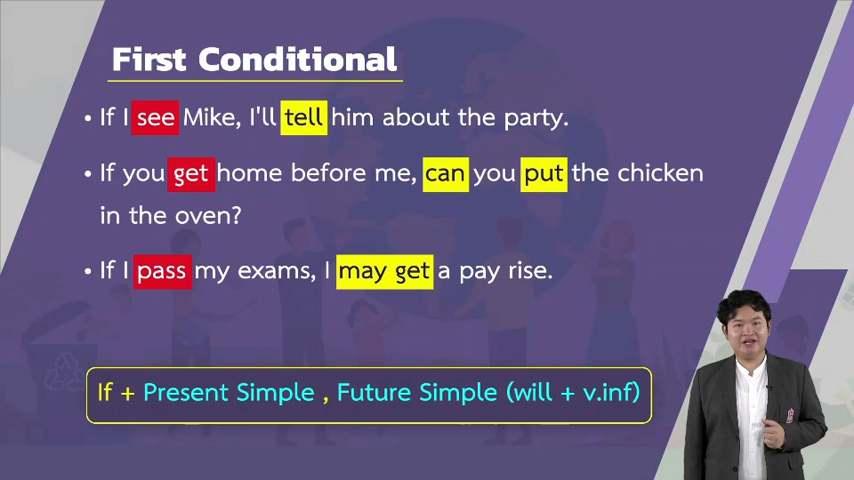 First Conditional
• If I see Mike, I'll tell him about the party.
• If you get home before me, can you put the chicken
in the oven?
• If I pass my exams, I may get a pay rise.
If + Present Simple , Future Simple (will + v.inf)